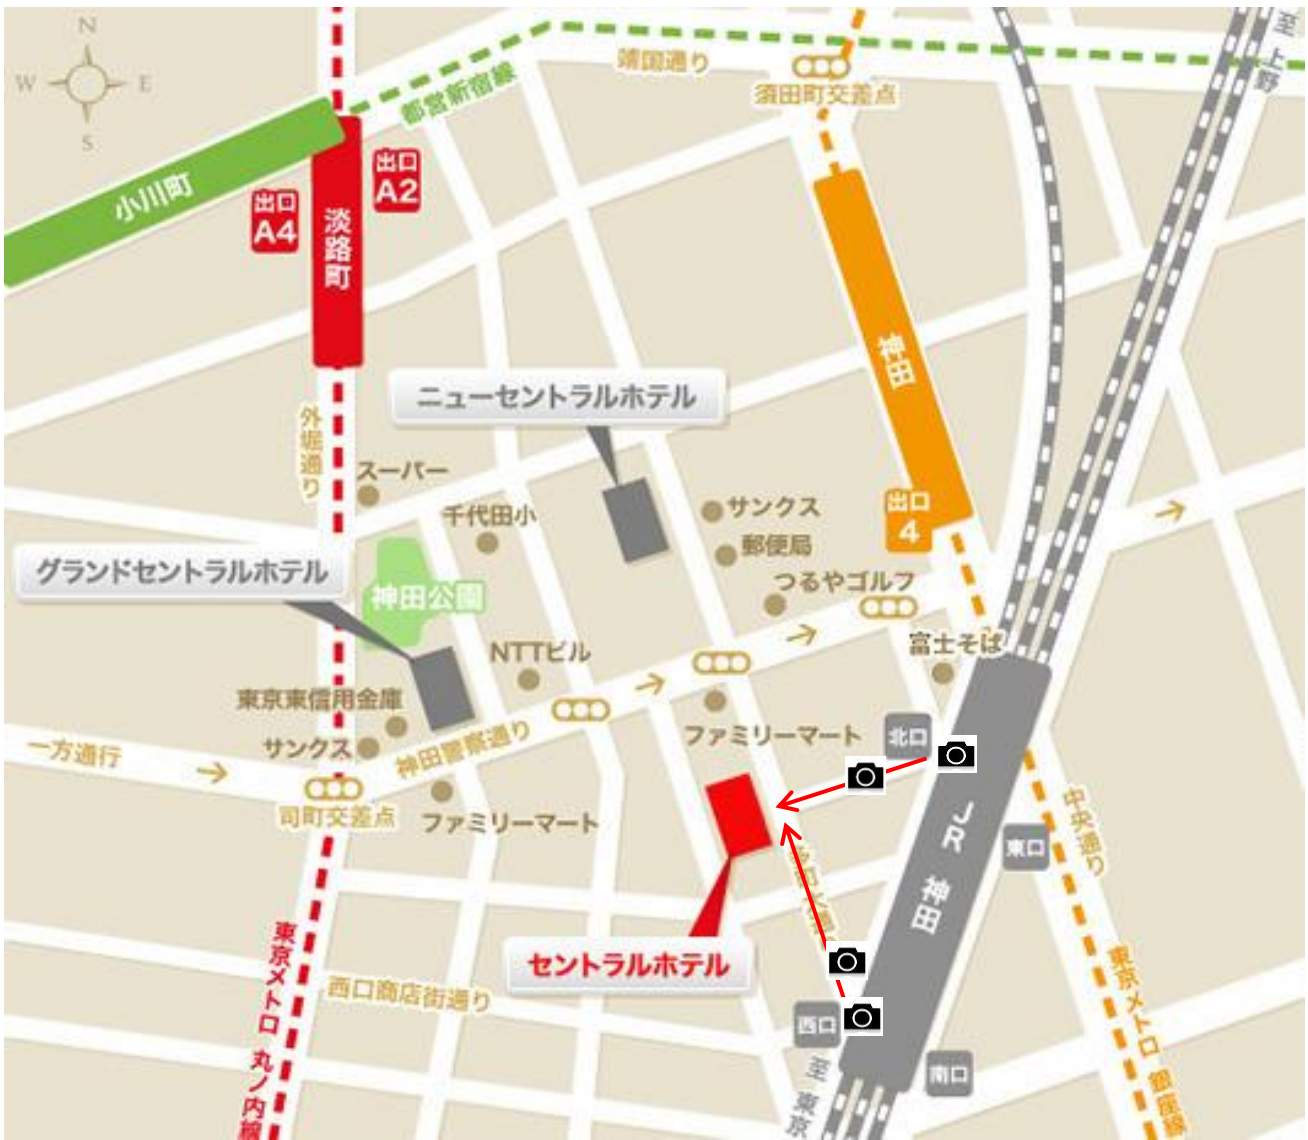 N
W
E
S
靖国通り
至 上野
都営新宿線
須田町交差点
小川町
出口
A2
出口
A4
淡路町
神田
ニューセントラルホテル
外堀通り
スーパー
千代田小
サンクス
出口
4
郵便局
グランドセントラルホテル
神田公園
つるやゴルフ
富士そば
NTTビル
東京東信用金庫
サンクス
神田警察通り
ファミリーマート
北口
一方通行
司町交差点
ファミリーマート
JR 神田
東口
中央通り
セントラルホテル
東京メトロ 丸ノ内線
西口商店街通り
西口
南口
東京メトロ 銀座線
至 東京